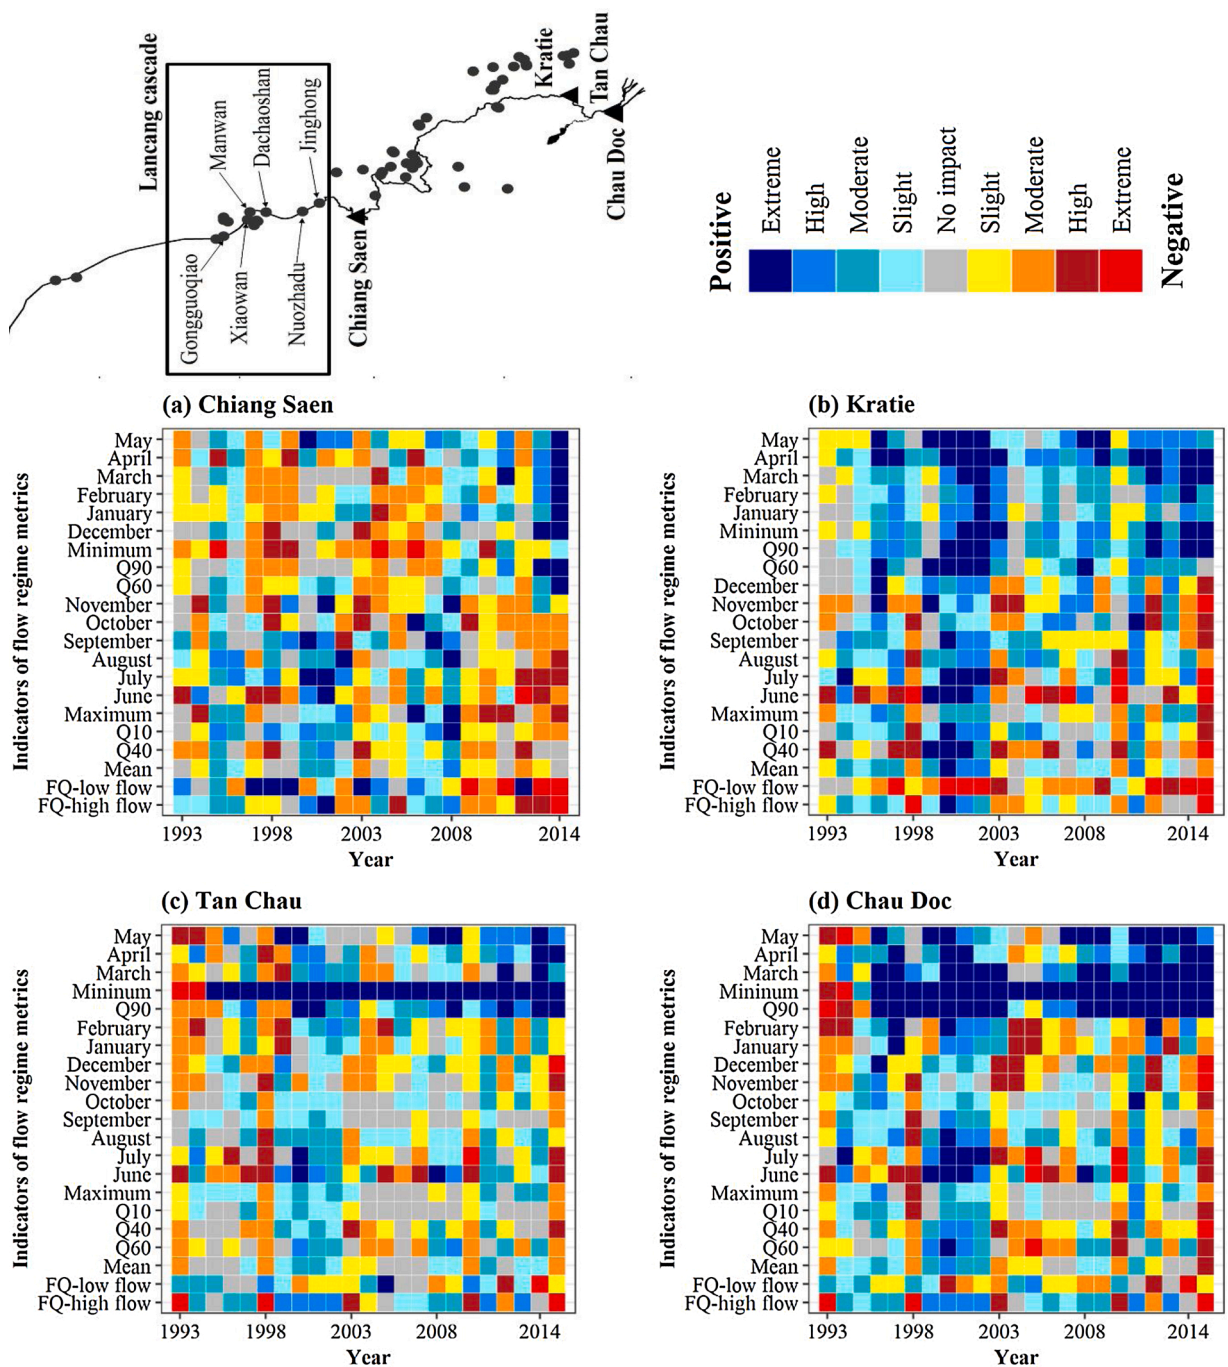 Lancang cascade
Manwan
Dachaoshan
Jinghong
Gongguoqiao
Xiaowan
Nuozhadu
Chiang Saen
Kratie
Tan Chau
Chau Doc
Positive
Extreme
High
Moderate
Slight
No impact
Slight
Moderate
High
Extreme
Negative
(a) Chiang Saen
Indicators of flow regime metrics
May
April
March
February
January
December
Minimum
Q90
Q60
November
October
September
August
July
June
Maximum
Q10
Q40
Mean
FQ-low flow
FQ-high flow
1993 1998 2003 2008 2014
Year
(b) Kratie
Indicators of flow regime metrics
May
April
March
February
January
Mininum
Q90
Q60
December
November
October
September
August
July
June
Maximum
Q10
Q40
Mean
FQ-low flow
FQ-high flow
1993 1998 2003 2008 2014
Year
(c) Tan Chau
Indicators of flow regime metrics
May
April
March
Mininum
Q90
February
January
December
November
October
September
August
July
June
Maximum
Q10
Q40
Q60
Mean
FQ-low flow
FQ-high flow
1993 1998 2003 2008 2014
Year
(d) Chau Doc
Indicators of flow regime metrics
May
April
March
Mininum
Q90
February
January
December
November
October
September
August
July
June
Maximum
Q10
Q40
Q60
Mean
FQ-low flow
FQ-high flow
1993 1998 2003 2008 2014
Year